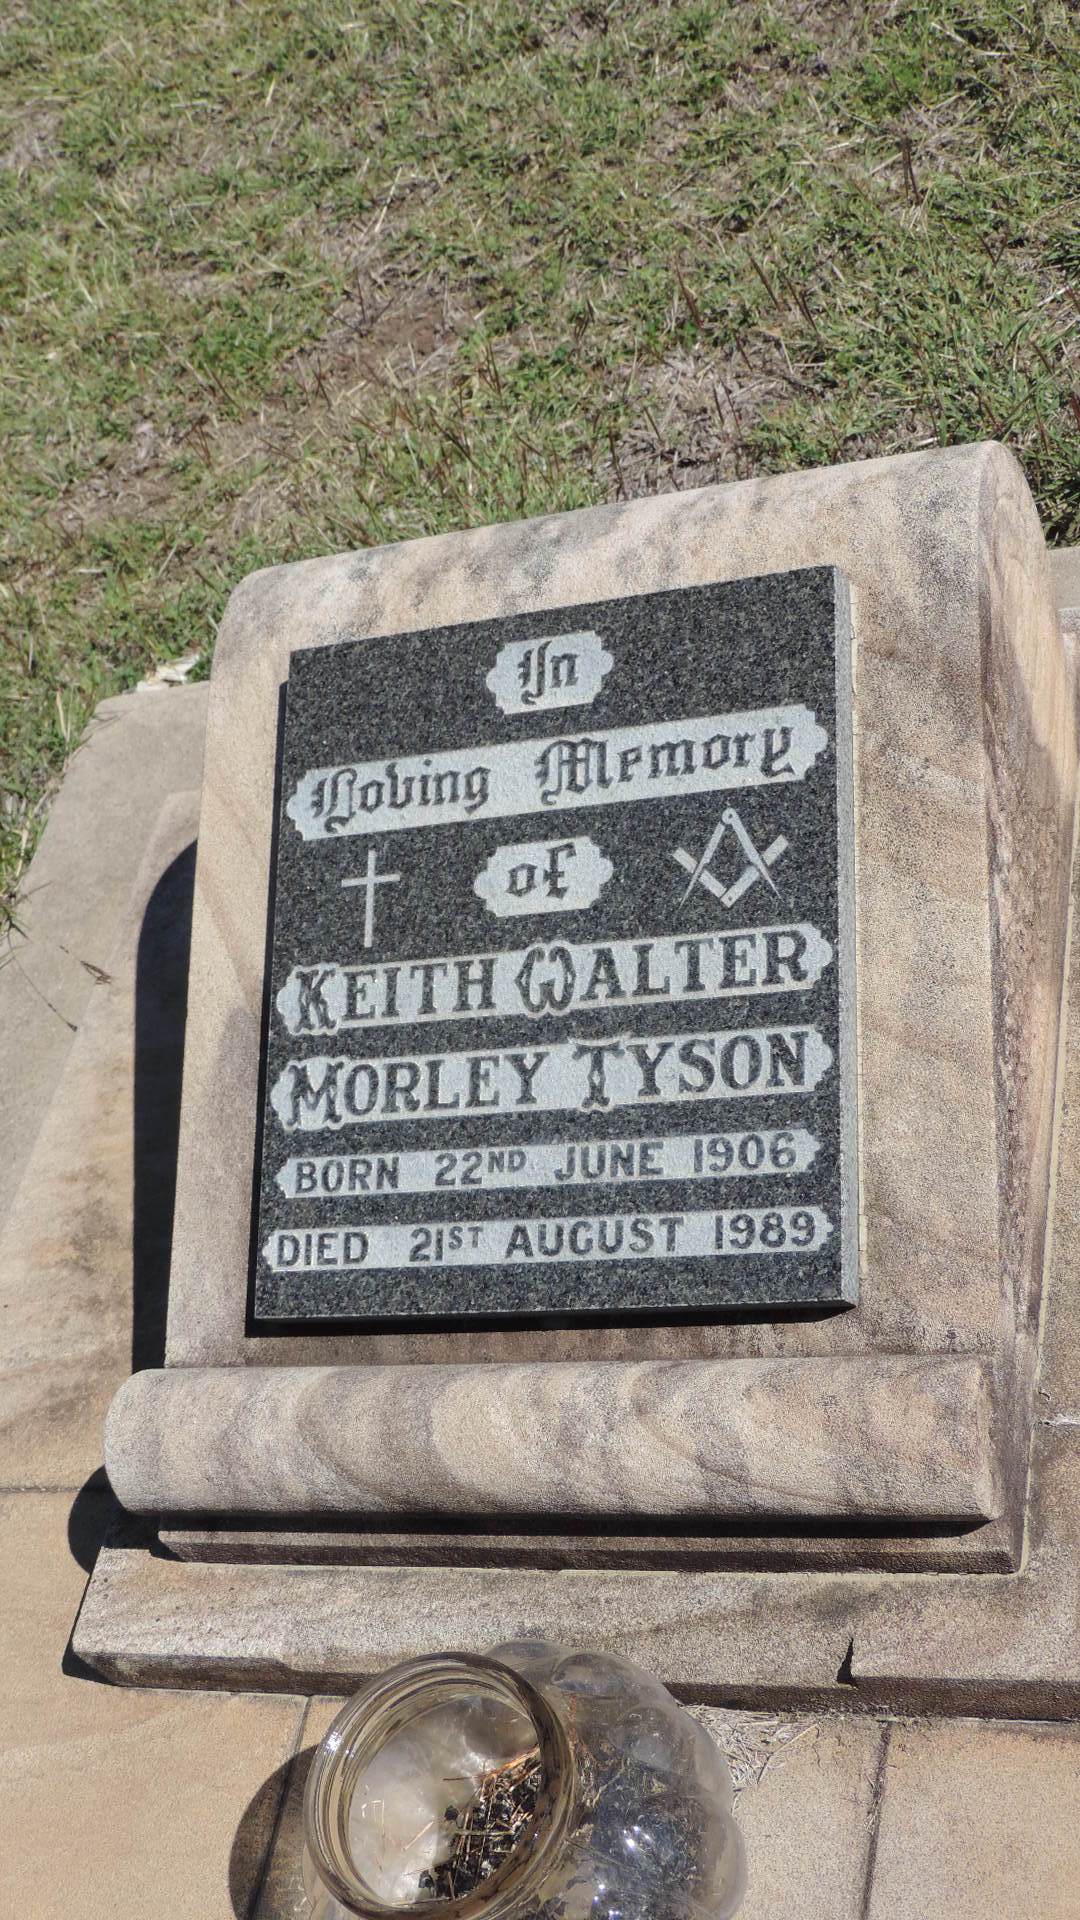 In
Loving Memory
of
KEITH WALTER
MORLEY TYSON
BORN 22ND JUNE 1906
DIED 21ST AUGUST 1989